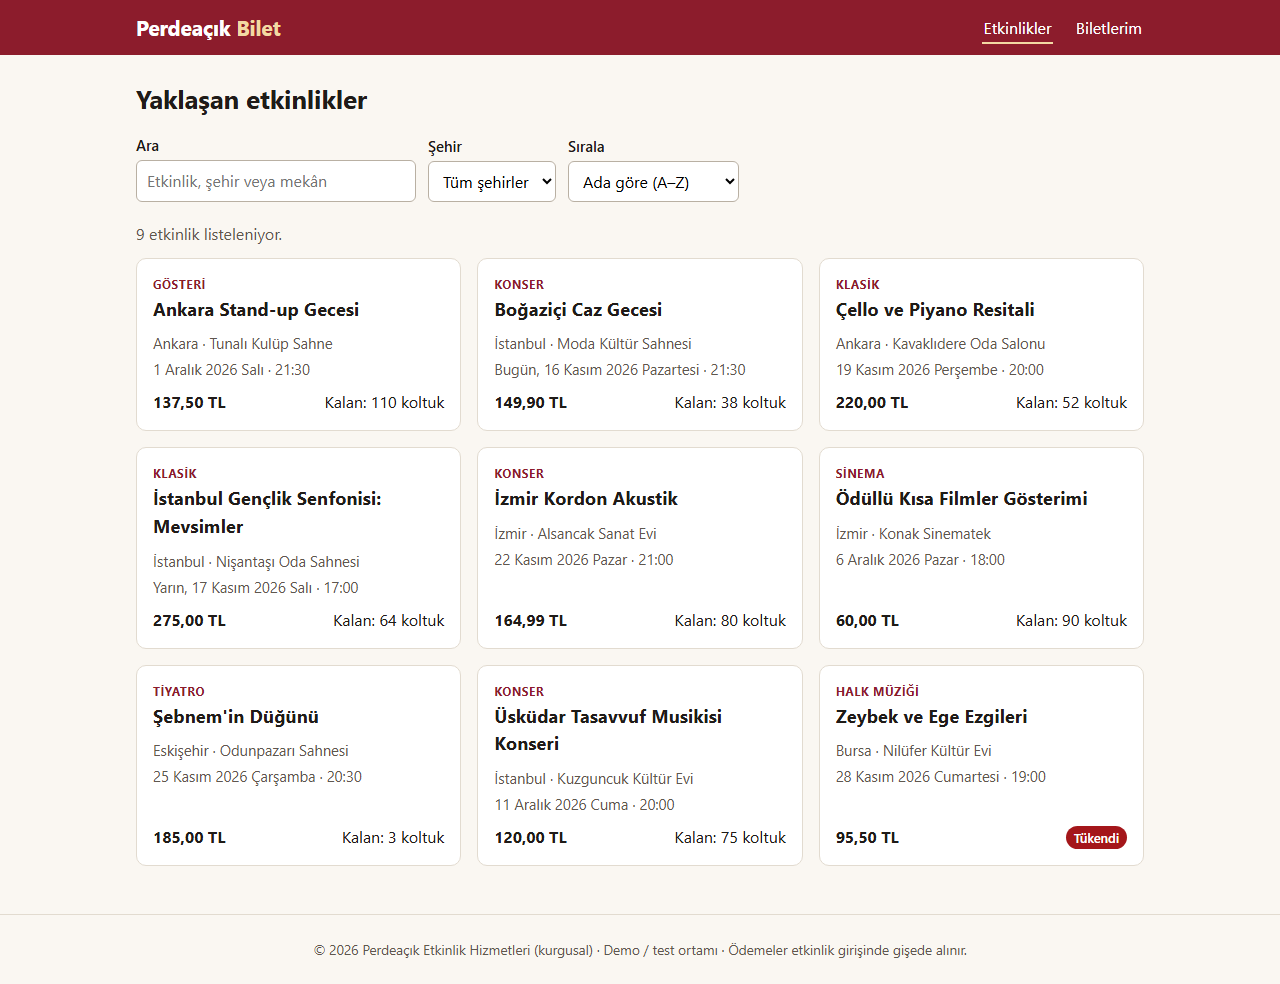 Perdeaçık Bilet
Etkinlikler
Biletlerim
Yaklaşan etkinlikler
Ara
Şehir
Sırala
Etkinlik, şehir veya mekân
Tüm şehirler
Ada göre (A–Z)
9 etkinlik listeleniyor.
GÖSTERİ
Ankara Stand-up Gecesi
Ankara · Tunalı Kulüp Sahne
1 Aralık 2026 Salı · 21:30
137,50 TL
Kalan: 110 koltuk
KONSER
Boğaziçi Caz Gecesi
İstanbul · Moda Kültür Sahnesi
Bugün, 16 Kasım 2026 Pazartesi · 21:30
149,90 TL
Kalan: 38 koltuk
KLASİK
Çello ve Piyano Resitali
Ankara · Kavaklıdere Oda Salonu
19 Kasım 2026 Perşembe · 20:00
220,00 TL
Kalan: 52 koltuk
KLASİK
İstanbul Gençlik Senfonisi:
Mevsimler
İstanbul · Nişantaşı Oda Sahnesi
Yarın, 17 Kasım 2026 Salı · 17:00
275,00 TL
Kalan: 64 koltuk
KONSER
İzmir Kordon Akustik
İzmir · Alsancak Sanat Evi
22 Kasım 2026 Pazar · 21:00
164,99 TL
Kalan: 80 koltuk
SİNEMA
Ödüllü Kısa Filmler Gösterimi
İzmir · Konak Sinematek
6 Aralık 2026 Pazar · 18:00
60,00 TL
Kalan: 90 koltuk
TİYATRO
Şebnem'in Düğünü
Eskişehir · Odunpazarı Sahnesi
25 Kasım 2026 Çarşamba · 20:30
185,00 TL
Kalan: 3 koltuk
KONSER
Üsküdar Tasavvuf Musikisi
Konseri
İstanbul · Kuzguncuk Kültür Evi
11 Aralık 2026 Cuma · 20:00
120,00 TL
Kalan: 75 koltuk
HALK MÜZİĞİ
Zeybek ve Ege Ezgileri
Bursa · Nilüfer Kültür Evi
28 Kasım 2026 Cumartesi · 19:00
95,50 TL
Tükendi
© 2026 Perdeaçık Etkinlik Hizmetleri (kurgusal) · Demo / test ortamı · Ödemeler etkinlik girişinde gişede alınır.